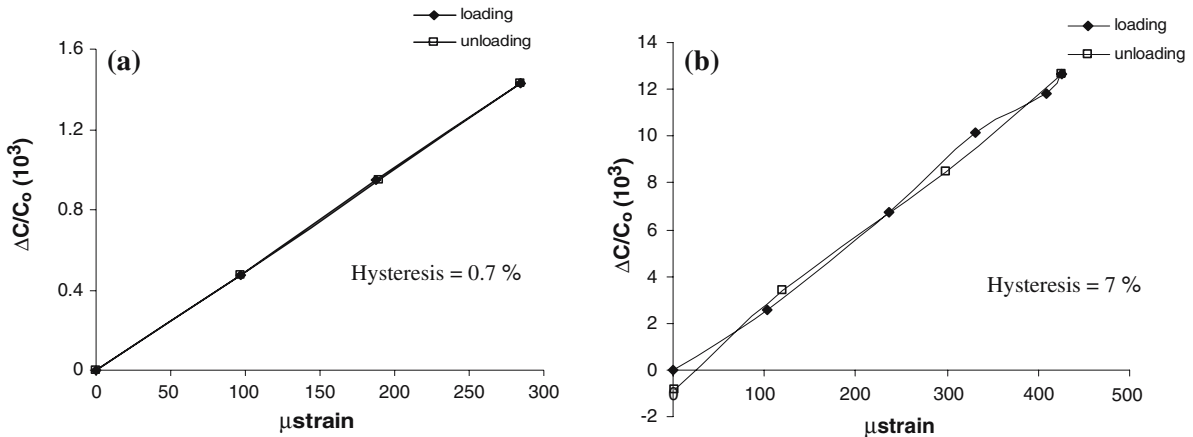 loading
unloading
(a)
1.6
1.2
0.8
0.4
0
ΔC/Co (10³)
Hysteresis = 0.7 %
0 50 100 150 200 250 300
μstrain
loading
unloading
(b)
14
12
10
8
6
4
2
0
-2
ΔC/Co (10³)
Hysteresis = 7 %
0 100 200 300 400 500
μstrain